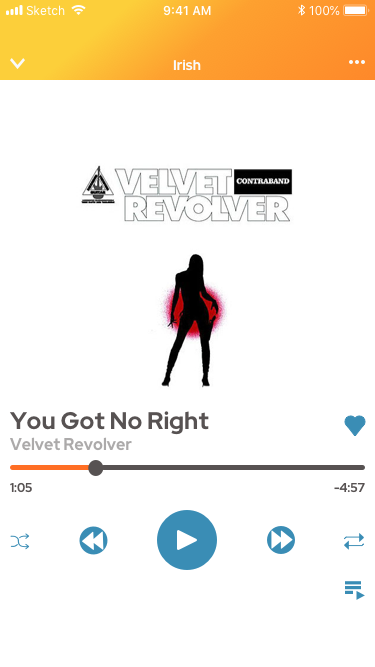 Sketch 9:41 AM 100%
Irish
VELVET CONTRABAND
REVOLVER
You Got No Right
Velvet Revolver
1:05 -4:57